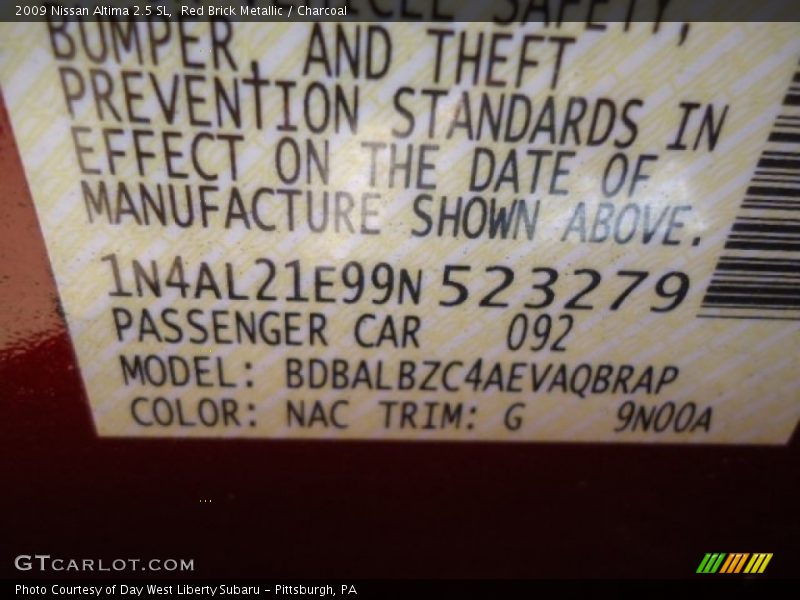 2009 Nissan Altima 2.5 SL, Red Brick Metallic / Charcoal
SAFETY,
BUMPER, AND THEFT
PREVENTION STANDARDS IN
EFFECT ON THE DATE OF
MANUFACTURE SHOWN ABOVE.
1N4AL21E99N523279
PASSENGER CAR 092
MODEL: BDBALBZC4AEVAQBRAP
COLOR: NAC TRIM: G 9N00A
GTCARLOT.COM
Photo Courtesy of Day West Liberty Subaru - Pittsburgh, PA